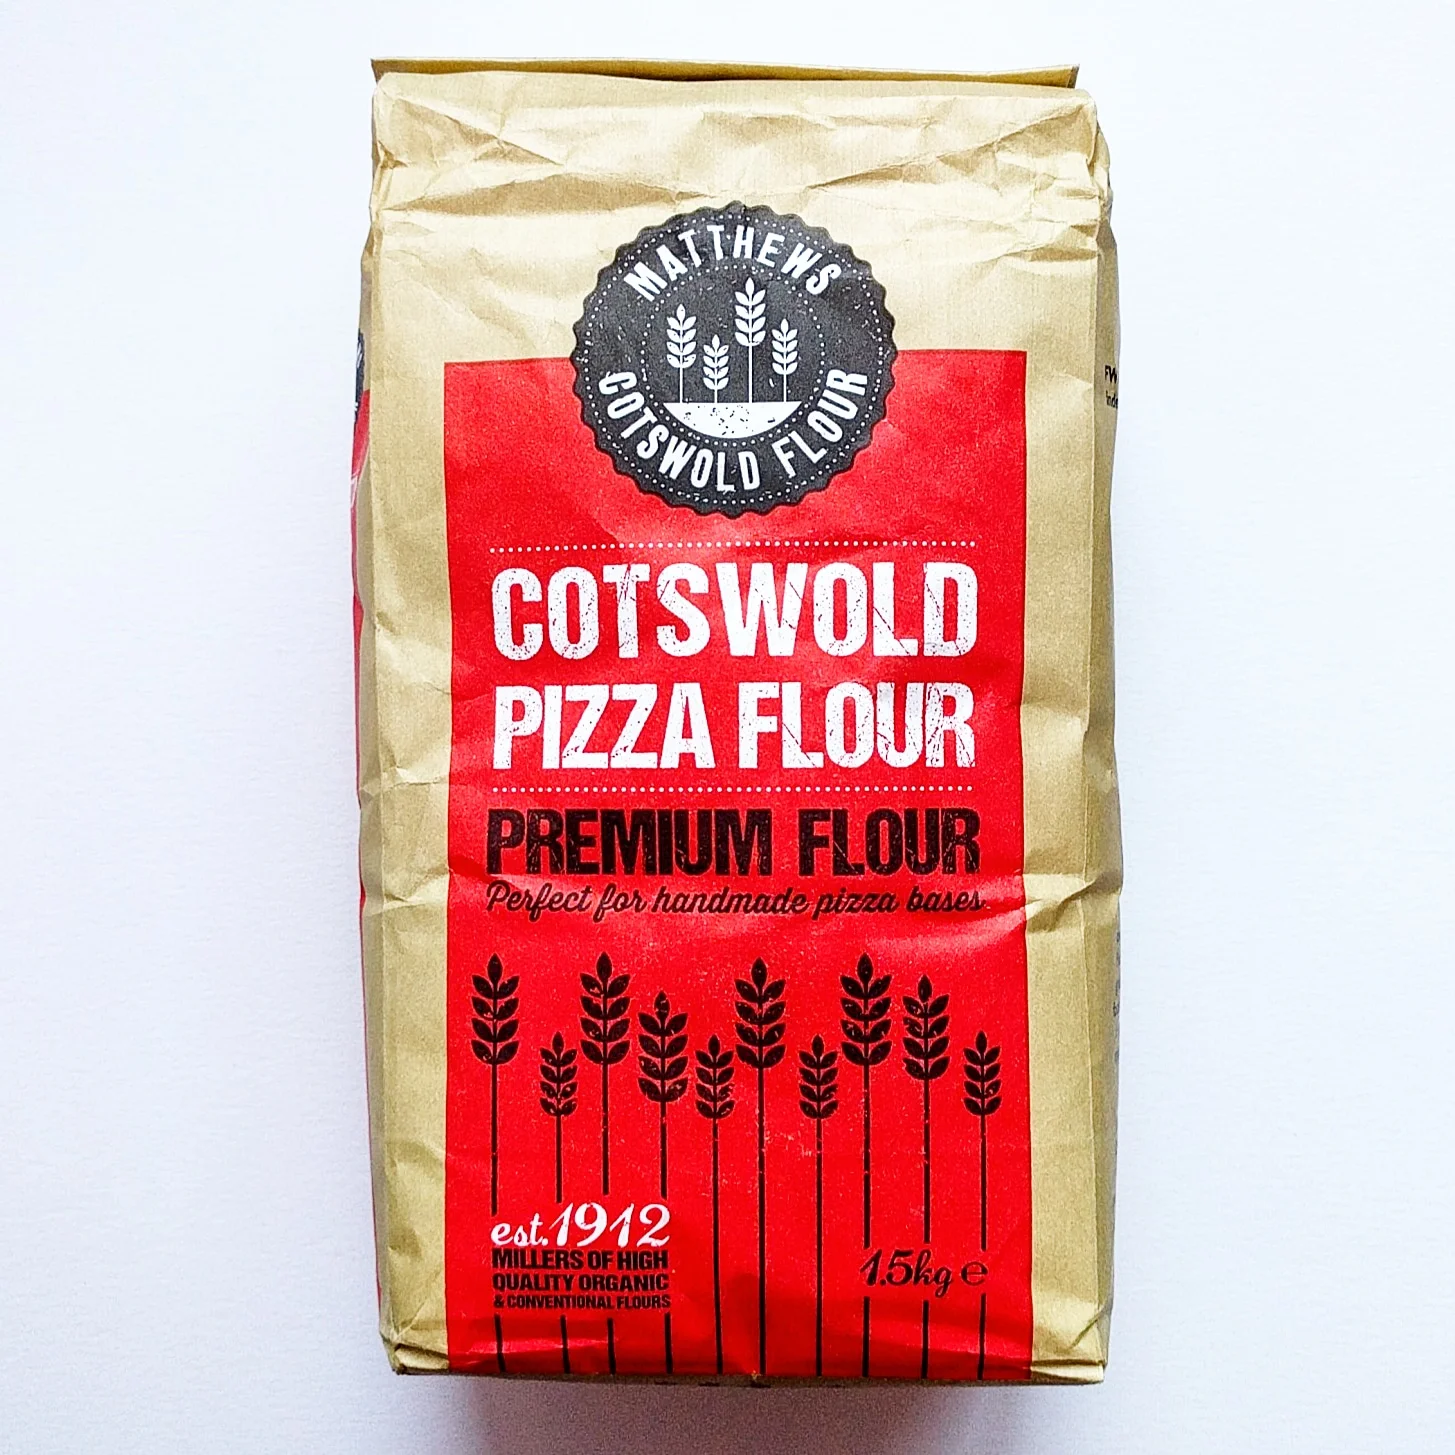 MATTHEWS
COTSWOLD FLOUR
COTSWOLD
PIZZA FLOUR
PREMIUM FLOUR
Perfect for handmade pizza bases.
est. 1912
MILLERS OF HIGH
QUALITY ORGANIC
& CONVENTIONAL FLOURS
1.5kg ℮